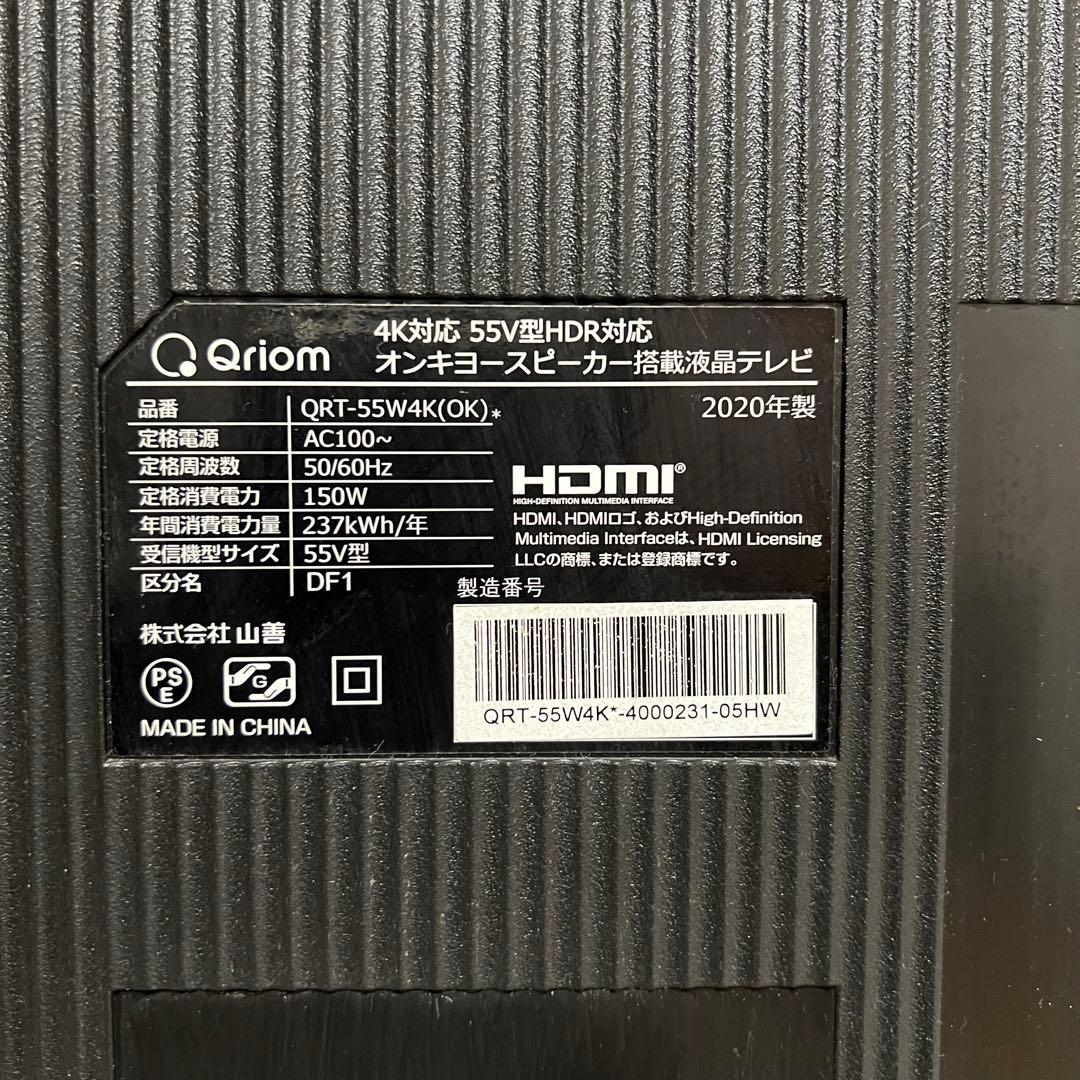 Qriom
4K対応 55V型HDR対応
オンキヨースピーカー搭載液晶テレビ
品番 QRT-55W4K(OK)*
2020年製
定格電源 AC100~
定格周波数 50/60Hz
定格消費電力 150W
年間消費電力量 237kWh/年
受信機型サイズ 55V型
区分名 DF1
HDMI®
HIGH-DEFINITION MULTIMEDIA INTERFACE
HDMI、HDMIロゴ、およびHigh-Definition
Multimedia Interfaceは、HDMI Licensing
LLCの商標、または登録商標です。
製造番号
QRT-55W4K*-4000231-05HW
株式会社 山善
PS
E
G
MADE IN CHINA